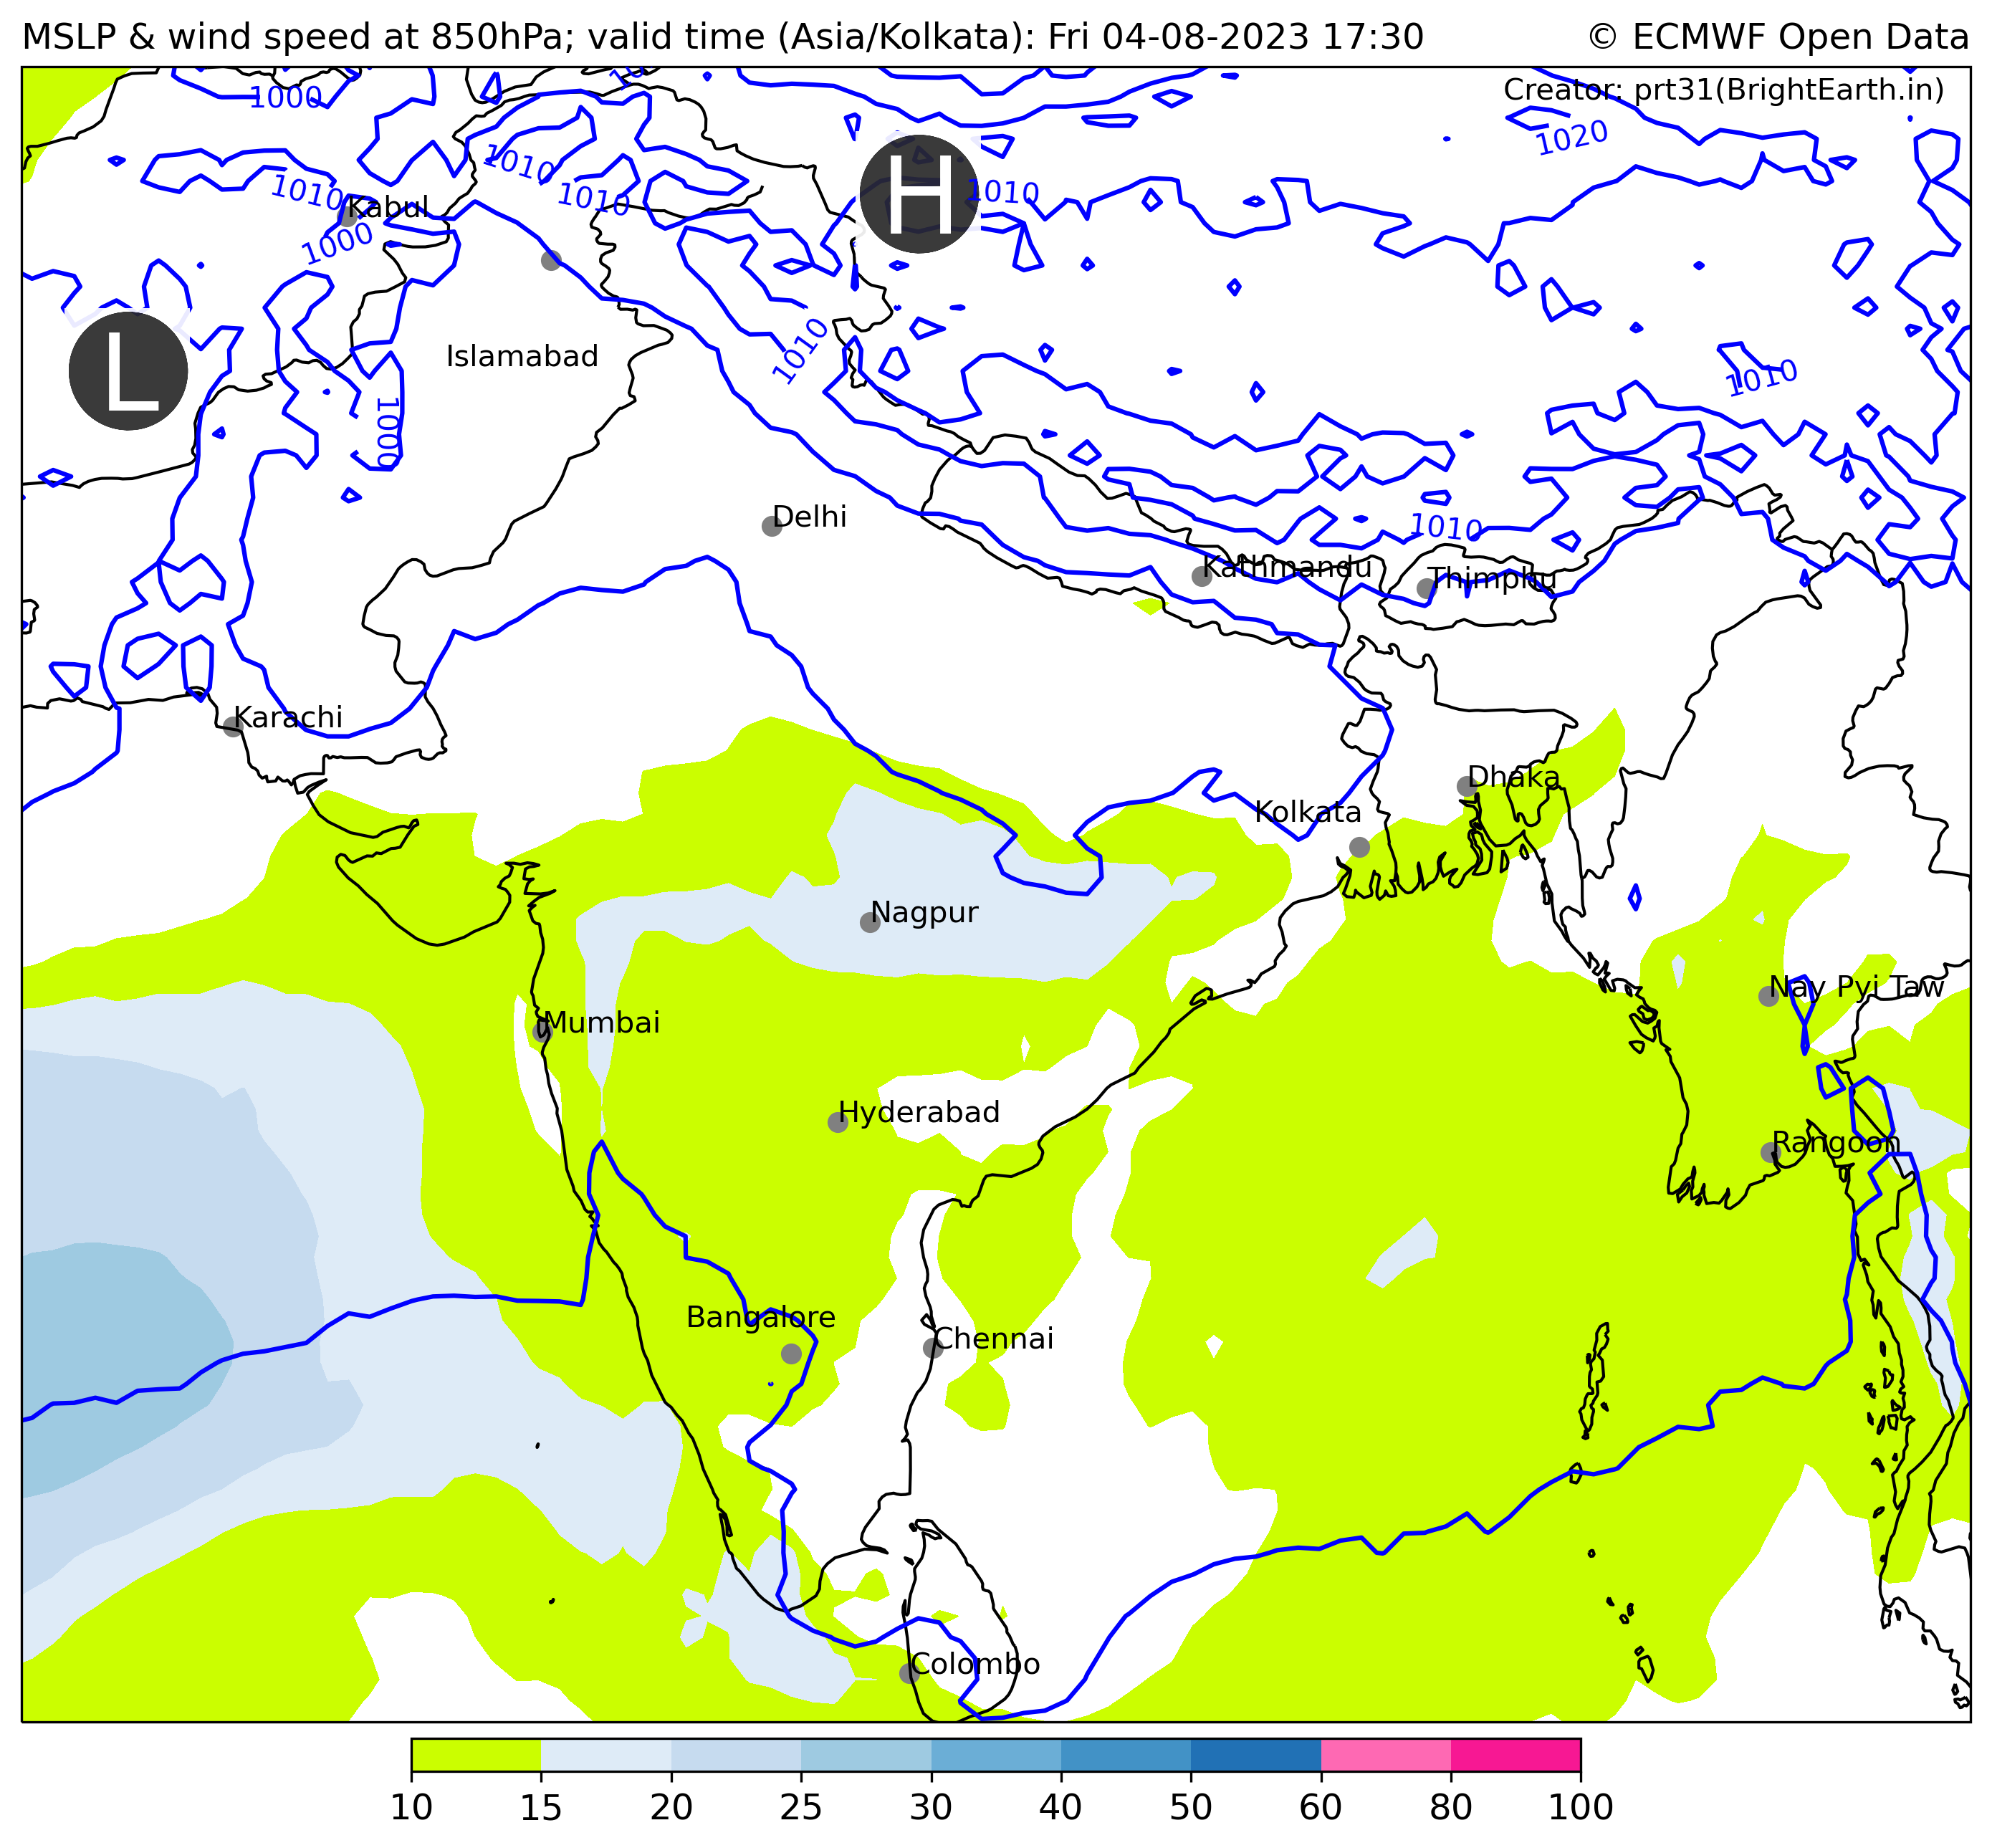 MSLP & wind speed at 850hPa; valid time (Asia/Kolkata): Fri 04-08-2023 17:30
© ECMWF Open Data
Creator: prt31(BrightEarth.in)
1000
1020
1010
1010
1010
H
1010
Kabul
1000
L
Islamabad
1010
1010
1000
Delhi
1010
Kathmandu
Thimphu
Karachi
Dhaka
Kolkata
Nagpur
Nay Pyi Taw
Mumbai
Hyderabad
Rangoon
Bangalore
Chennai
Colombo
10 15 20 25 30 40 50 60 80 100